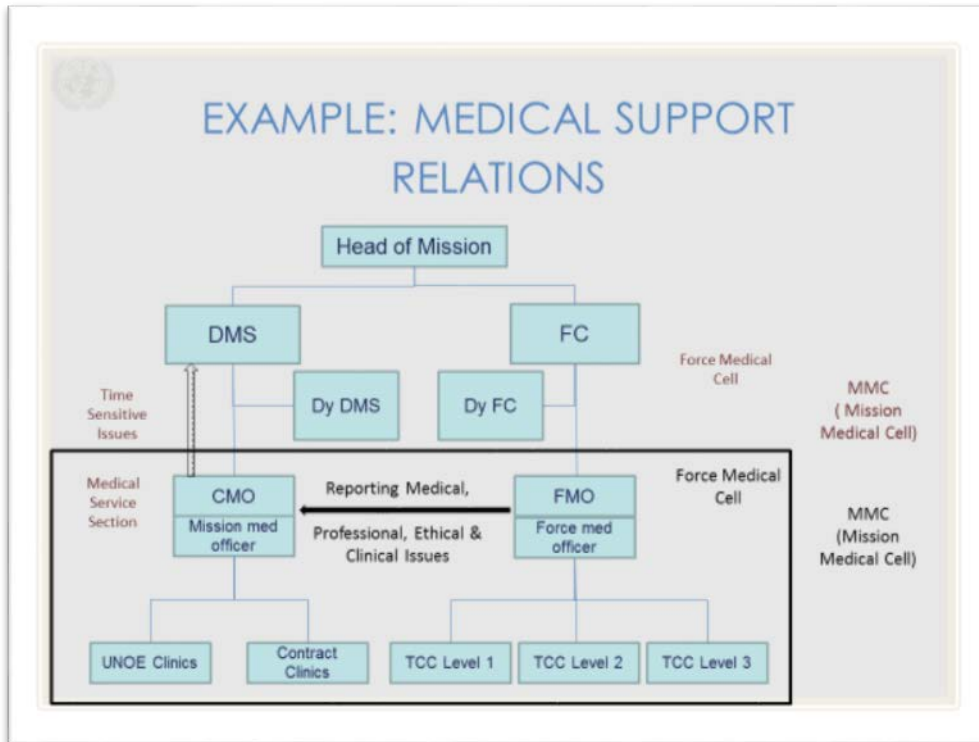 EXAMPLE: MEDICAL SUPPORT
RELATIONS
Head of Mission
DMS
FC
Force Medical
Cell
Time
Sensitive
Issues
Dy DMS
Dy FC
MMC
( Mission
Medical Cell)
Medical
Service
Section
CMO
Mission med
officer
Reporting Medical,
Professional, Ethical &
Clinical Issues
FMO
Force med
officer
Force Medical
Cell
MMC
(Mission
Medical Cell)
UNOE Clinics
Contract
Clinics
TCC Level 1
TCC Level 2
TCC Level 3